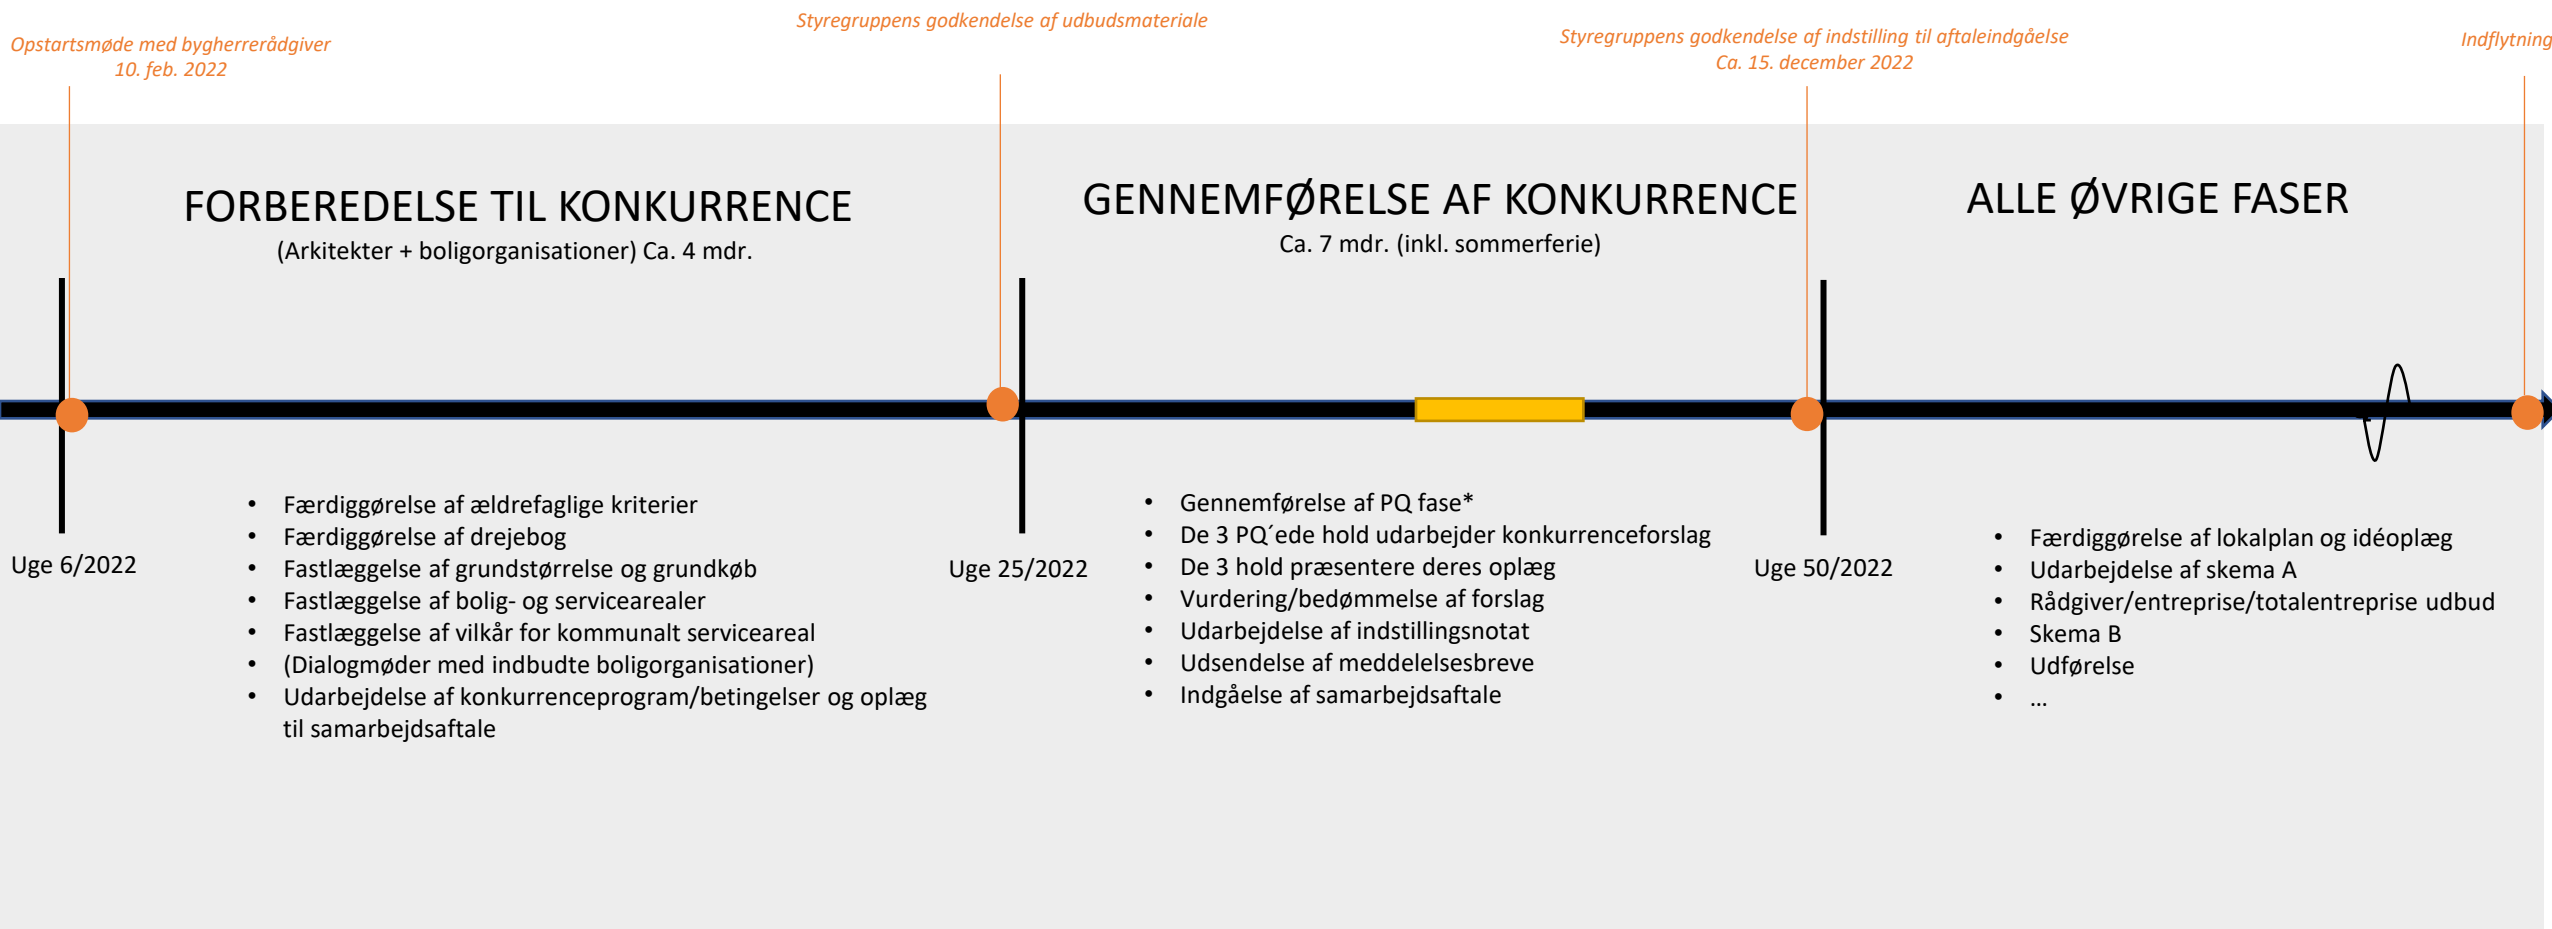 Styregruppens godkendelse af udbudsmateriale
Opstartsmøde med bygherrerådgiver
10. feb. 2022
Styregruppens godkendelse af indstilling til aftaleindgåelse
Ca. 15. december 2022
Indflytning
FORBEREDELSE TIL KONKURRENCE
(Arkitekter + boligorganisationer) Ca. 4 mdr.
GENNEMFØRELSE AF KONKURRENCE
Ca. 7 mdr. (inkl. sommerferie)
ALLE ØVRIGE FASER
Uge 6/2022
• Færdiggørelse af ældrefaglige kriterier
• Færdiggørelse af drejebog
• Fastlæggelse af grundstørrelse og grundkøb
• Fastlæggelse af bolig- og servicearealer
• Fastlæggelse af vilkår for kommunalt serviceareal
• (Dialogmøder med indbudte boligorganisationer)
• Udarbejdelse af konkurrenceprogram/betingelser og oplæg
til samarbejdsaftale
Uge 25/2022
• Gennemførelse af PQ fase*
• De 3 PQ´ede hold udarbejder konkurrenceforslag
• De 3 hold præsentere deres oplæg
• Vurdering/bedømmelse af forslag
• Udarbejdelse af indstillingsnotat
• Udsendelse af meddelelsesbreve
• Indgåelse af samarbejdsaftale
Uge 50/2022
• Færdiggørelse af lokalplan og idéoplæg
• Udarbejdelse af skema A
• Rådgiver/entreprise/totalentreprise udbud
• Skema B
• Udførelse
• …